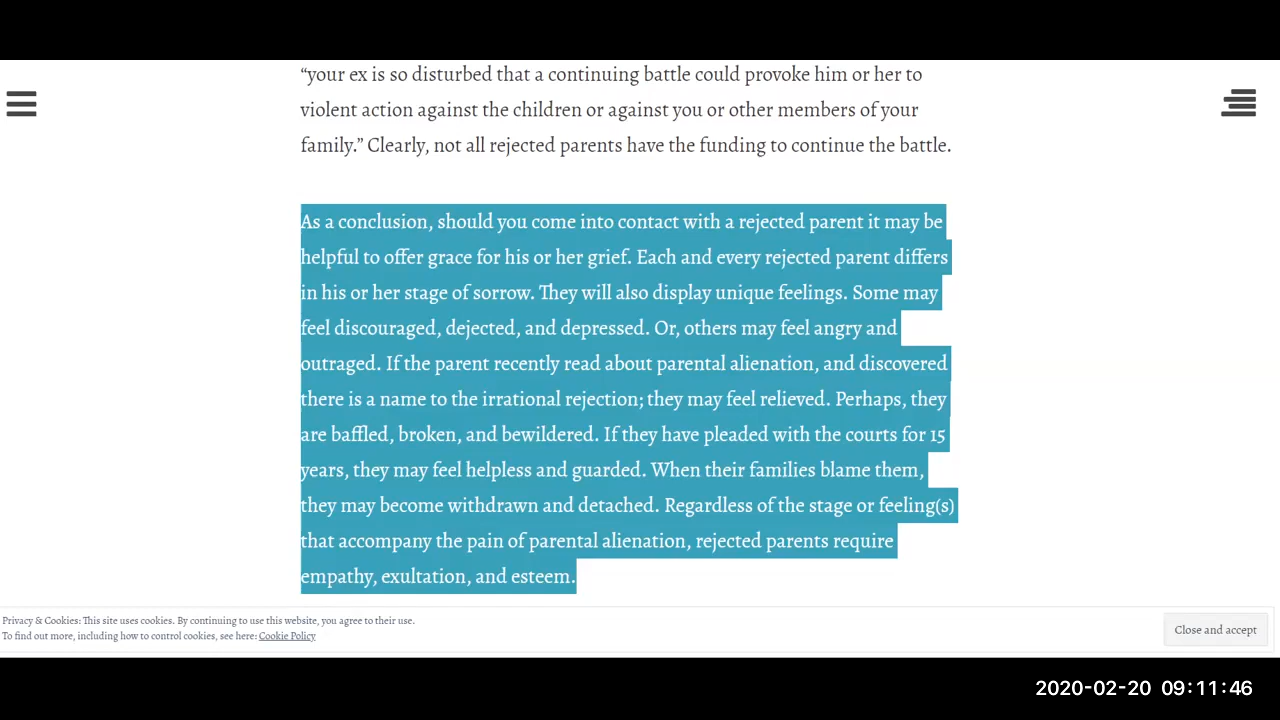 “your ex is so disturbed that a continuing battle could provoke him or her to
violent action against the children or against you or other members of your
family.” Clearly, not all rejected parents have the funding to continue the battle.
As a conclusion, should you come into contact with a rejected parent it may be
helpful to offer grace for his or her grief. Each and every rejected parent differs
in his or her stage of sorrow. They will also display unique feelings. Some may
feel discouraged, dejected, and depressed. Or, others may feel angry and
outraged. If the parent recently read about parental alienation, and discovered
there is a name to the irrational rejection; they may feel relieved. Perhaps, they
are baffled, broken, and bewildered. If they have pleaded with the courts for 15
years, they may feel helpless and guarded. When their families blame them,
they may become withdrawn and detached. Regardless of the stage or feeling(s)
that accompany the pain of parental alienation, rejected parents require
empathy, exultation, and esteem.
Privacy & Cookies: This site uses cookies. By continuing to use this website, you agree to their use.
To find out more, including how to control cookies, see here: Cookie Policy
Close and accept
2020-02-20 09:11:46